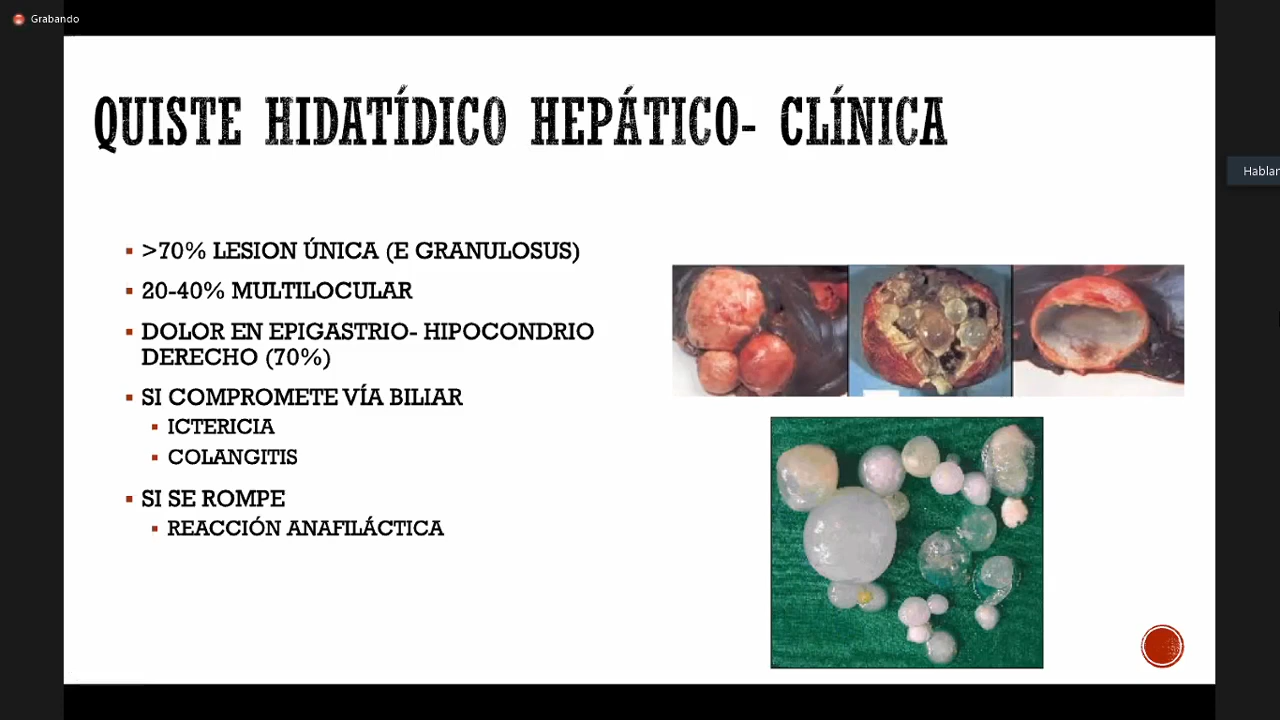 Grabando
QUISTE HIDATÍDICO HEPÁTICO- CLÍNICA
Hablan
>70% LESION ÚNICA (E GRANULOSUS)
20-40% MULTILOCULAR
DOLOR EN EPIGASTRIO- HIPOCONDRIO
DERECHO (70%)
SI COMPROMETE VÍA BILIAR
ICTERICIA
COLANGITIS
SI SE ROMPE
REACCIÓN ANAFILÁCTICA